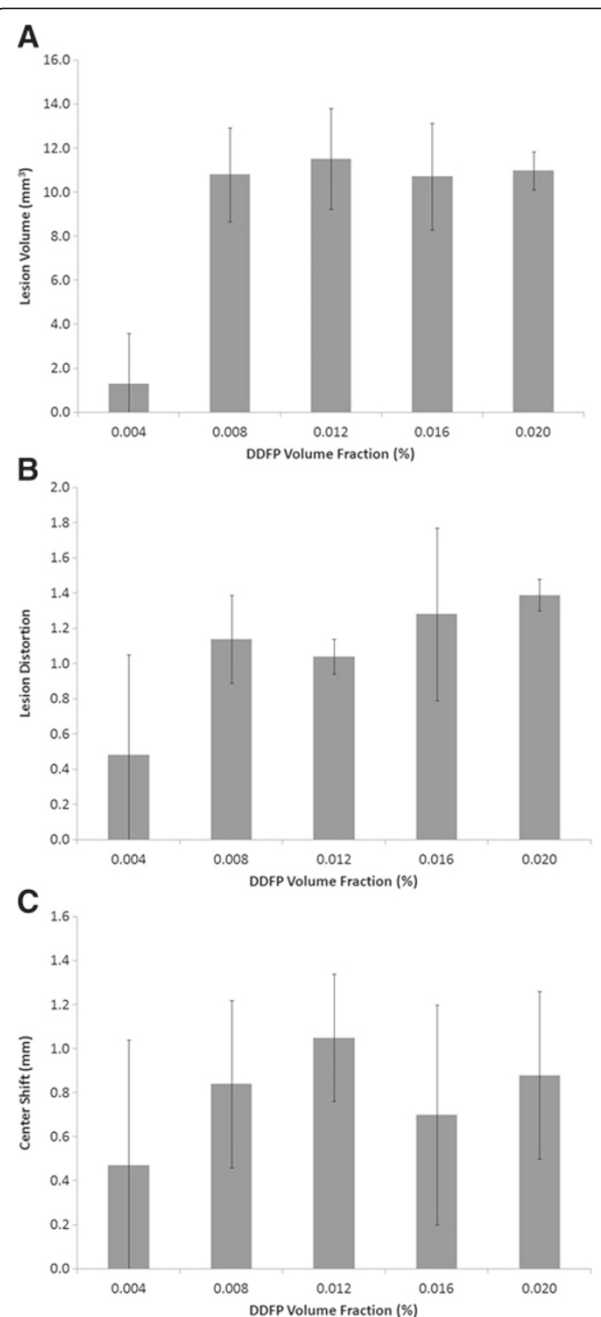 A
16.0
14.0
12.0
10.0
8.0
6.0
4.0
2.0
0.0
Lesion Volume (mm³)
0.004 0.008 0.012 0.016 0.020
DDFP Volume Fraction (%)
B
2.0
1.8
1.6
1.4
1.2
1.0
0.8
0.6
0.4
0.2
0.0
Lesion Distortion
0.004 0.008 0.012 0.016 0.020
DDFP Volume Fraction (%)
C
1.6
1.4
1.2
1.0
0.8
0.6
0.4
0.2
0.0
Center Shift (mm)
0.004 0.008 0.012 0.016 0.020
DDFP Volume Fraction (%)